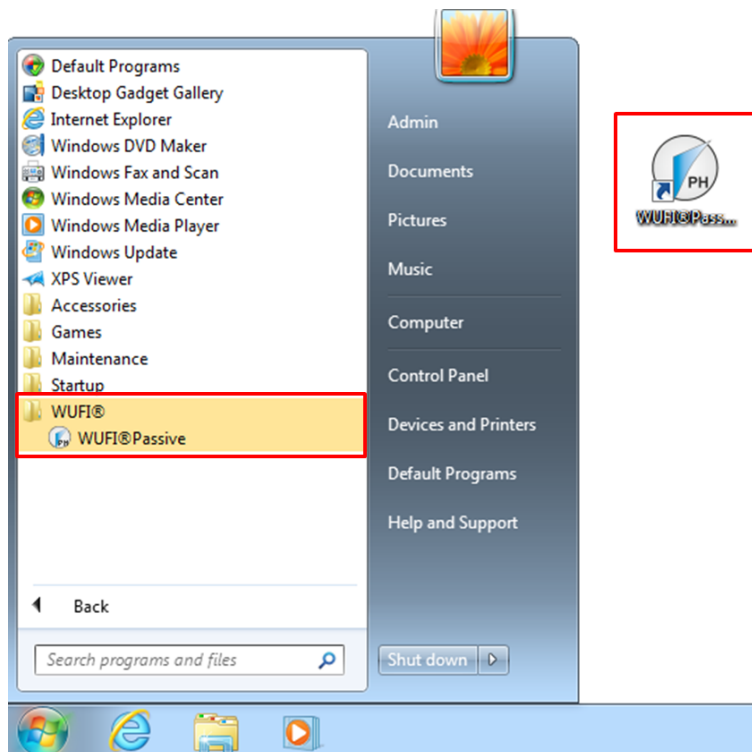 Default Programs
Desktop Gadget Gallery
Internet Explorer
Windows DVD Maker
Windows Fax and Scan
Windows Media Center
Windows Media Player
Windows Update
XPS Viewer
Accessories
Games
Maintenance
Startup
WUFI®
PH
WUFI®Passive
Back
Search programs and files
Admin
Documents
Pictures
Music
Computer
Control Panel
Devices and Printers
Default Programs
Help and Support
Shut down
PH
WUFI®Pass...